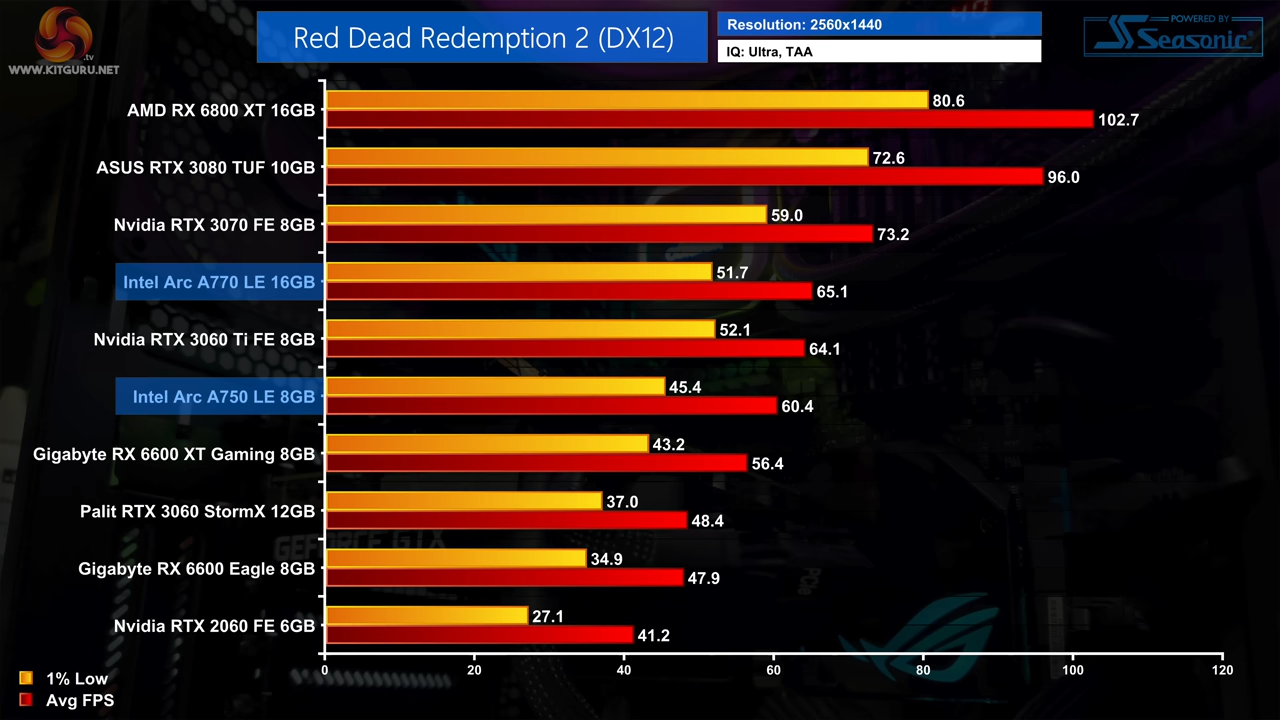 .tv
WWW.KITGURU.NET
Red Dead Redemption 2 (DX12)
Resolution: 2560x1440
IQ: Ultra, TAA
POWERED BY
Seasonic
AMD RX 6800 XT 16GB
80.6
102.7
ASUS RTX 3080 TUF 10GB
72.6
96.0
Nvidia RTX 3070 FE 8GB
59.0
73.2
Intel Arc A770 LE 16GB
51.7
65.1
Nvidia RTX 3060 Ti FE 8GB
52.1
64.1
Intel Arc A750 LE 8GB
45.4
60.4
Gigabyte RX 6600 XT Gaming 8GB
43.2
56.4
Palit RTX 3060 StormX 12GB
37.0
48.4
GEFORCE GTX
Gigabyte RX 6600 Eagle 8GB
34.9
47.9
PCIe
Nvidia RTX 2060 FE 6GB
27.1
41.2
0 20 40 60 80 100 120
1% Low
Avg FPS